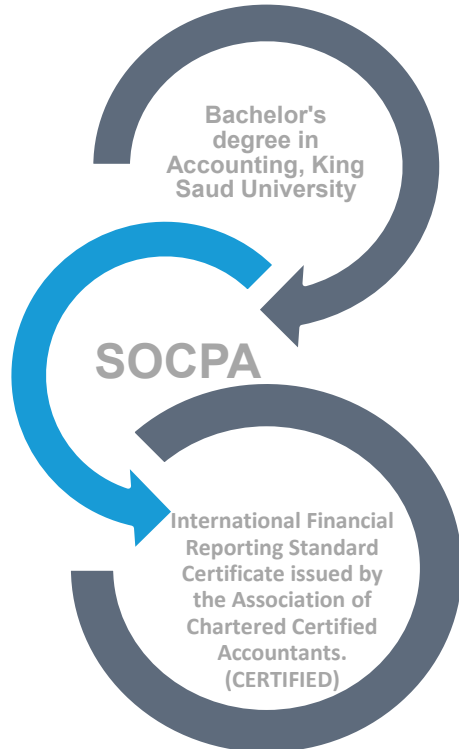 Bachelor's
degree in
Accounting, King
Saud University
SOCPA
International Financial
Reporting Standard
Certificate issued by
the Association of
Chartered Certified
Accountants.
(CERTIFIED)